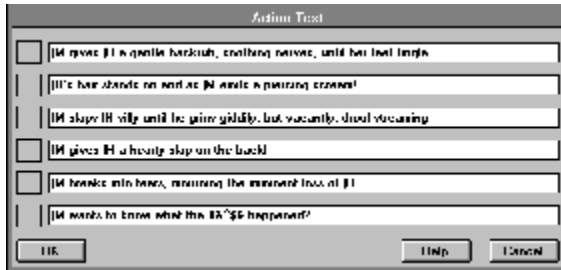 Action Text
gives a gentle backrub, soothing nerves, until her feet tingle
hair stands on end as emits a piercing scream!
slaps silly until he grins giddily, but vacantly, drool streaming
gives a hearty slap on the back!
breaks into tears, mourning the imminent loss of
wants to know what the #&^$& happened?
OK Help Cancel